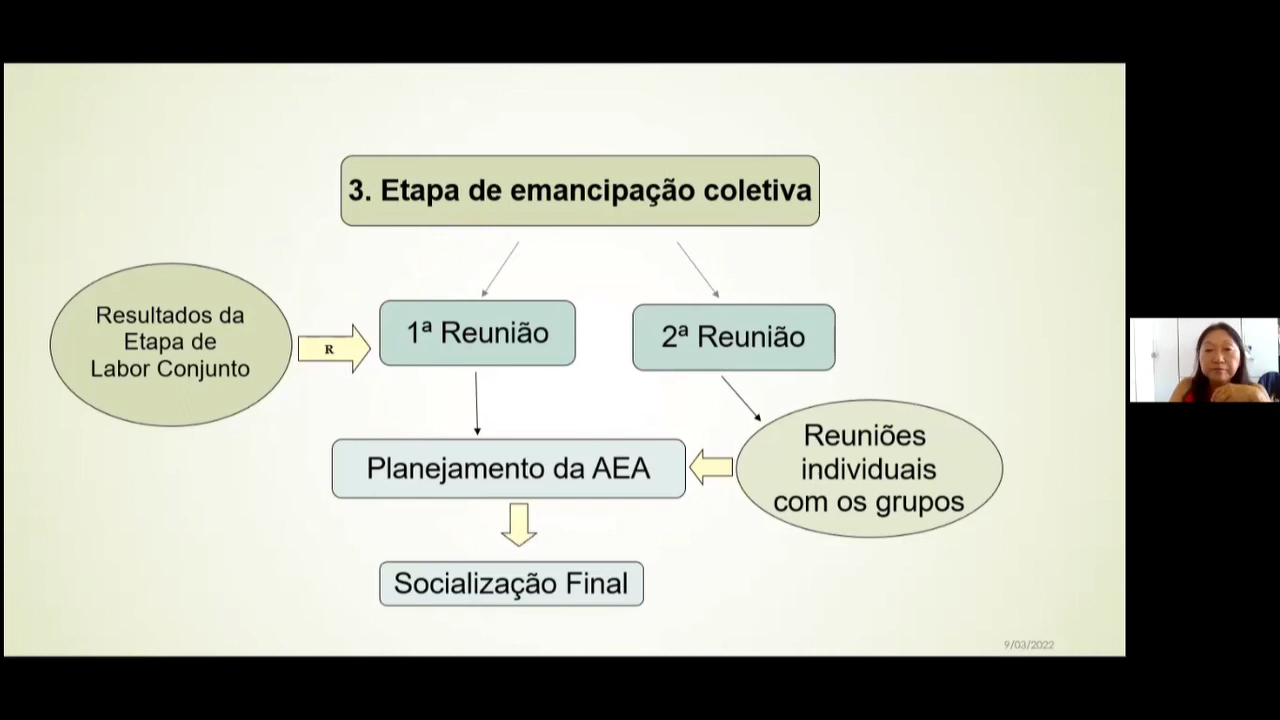 3. Etapa de emancipação coletiva
Resultados da
Etapa de
Labor Conjunto
R
1ª Reunião
2ª Reunião
Planejamento da AEA
Reuniões
individuais
com os grupos
Socialização Final
9/03/2022